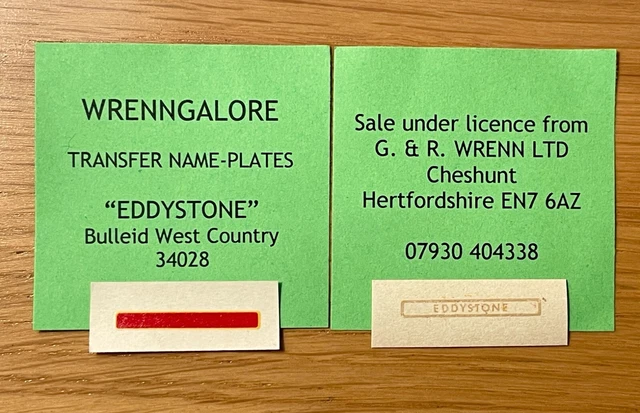 WRENNGALORE
TRANSFER NAME-PLATES
“EDDYSTONE”
Bulleid West Country
34028
Sale under licence from
G. & R. WRENN LTD
Cheshunt
Hertfordshire EN7 6AZ
07930 404338
EDDYSTONE